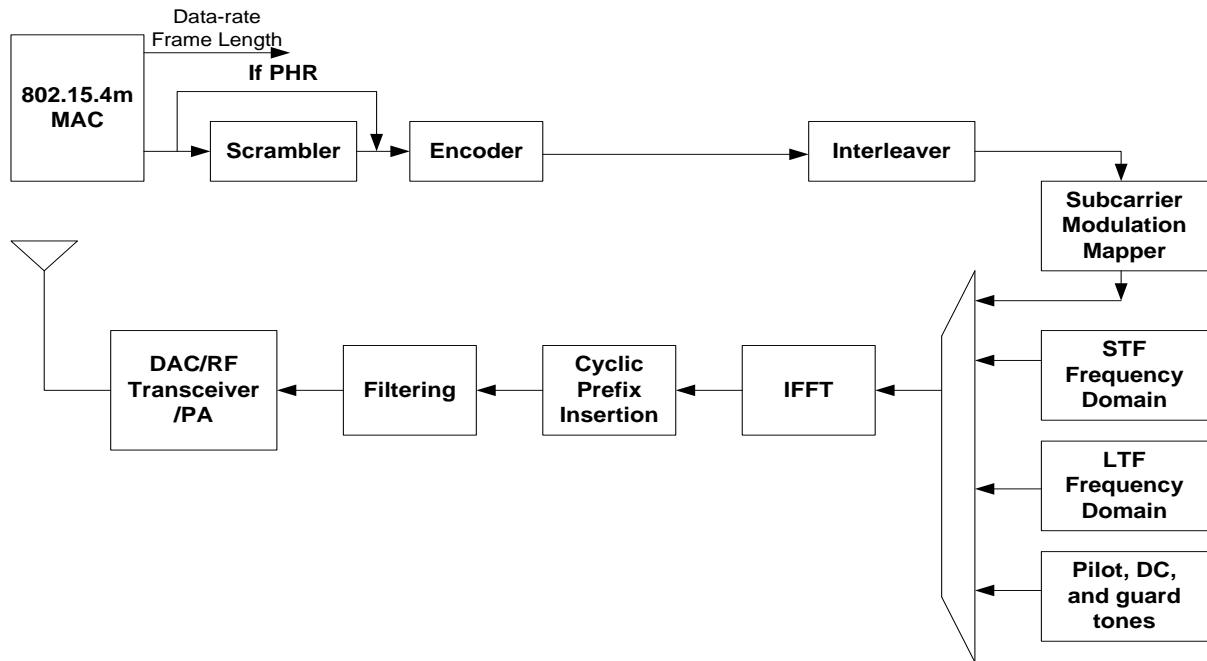 Data-rate
Frame Length
If PHR
802.15.4m
MAC
Scrambler
Encoder
Interleaver
Subcarrier
Modulation
Mapper
DAC/RF
Transceiver
/PA
Filtering
Cyclic
Prefix
Insertion
IFFT
STF
Frequency
Domain
LTF
Frequency
Domain
Pilot, DC,
and guard
tones